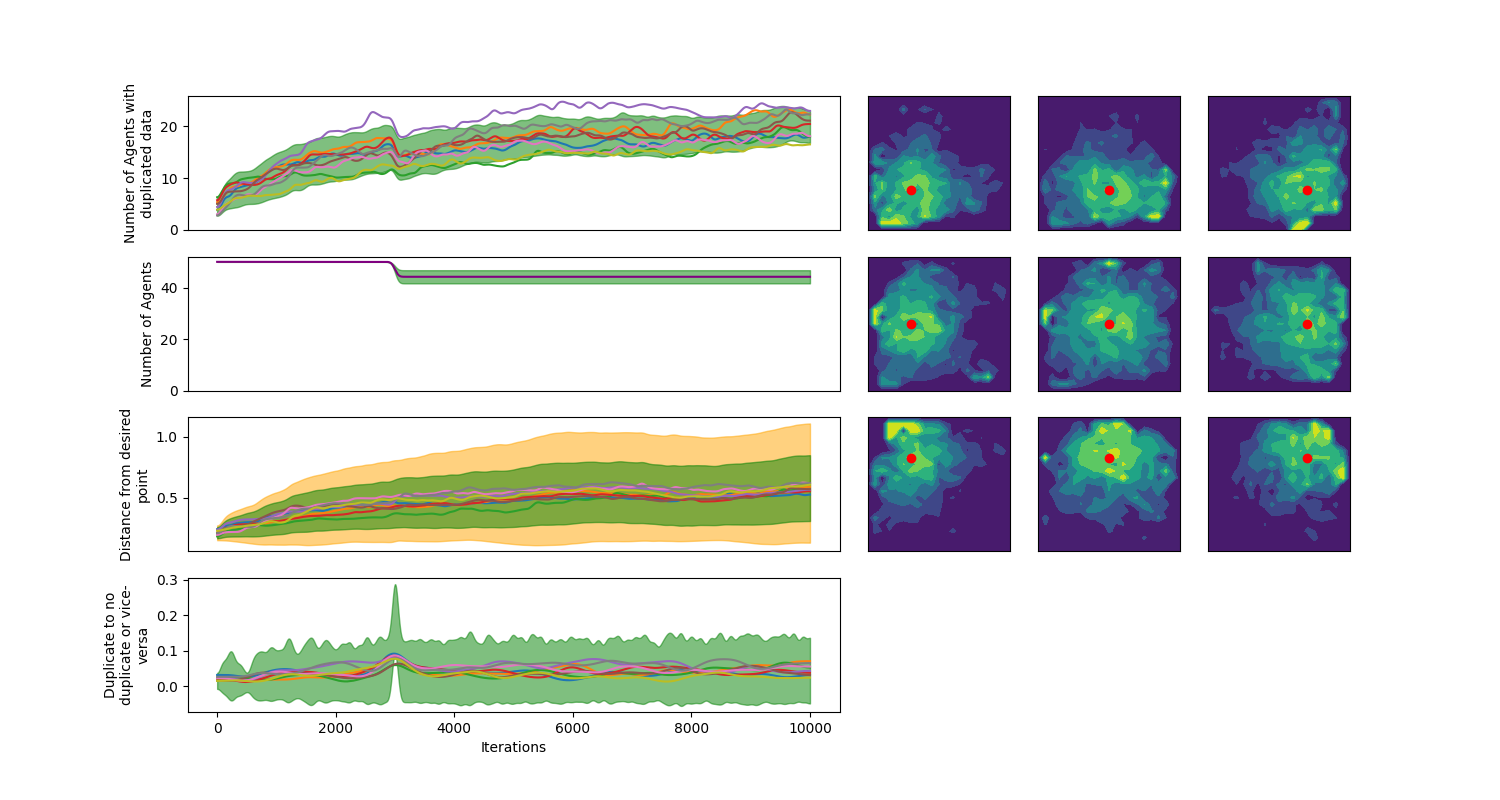 Number of Agents with
duplicated data
20
10
0
Number of Agents
40
20
0
Distance from desired
point
1.0
0.5
Duplicate to no
duplicate or vice-
versa
0.3
0.2
0.1
0.0
0 2000 4000 6000 8000 10000
Iterations